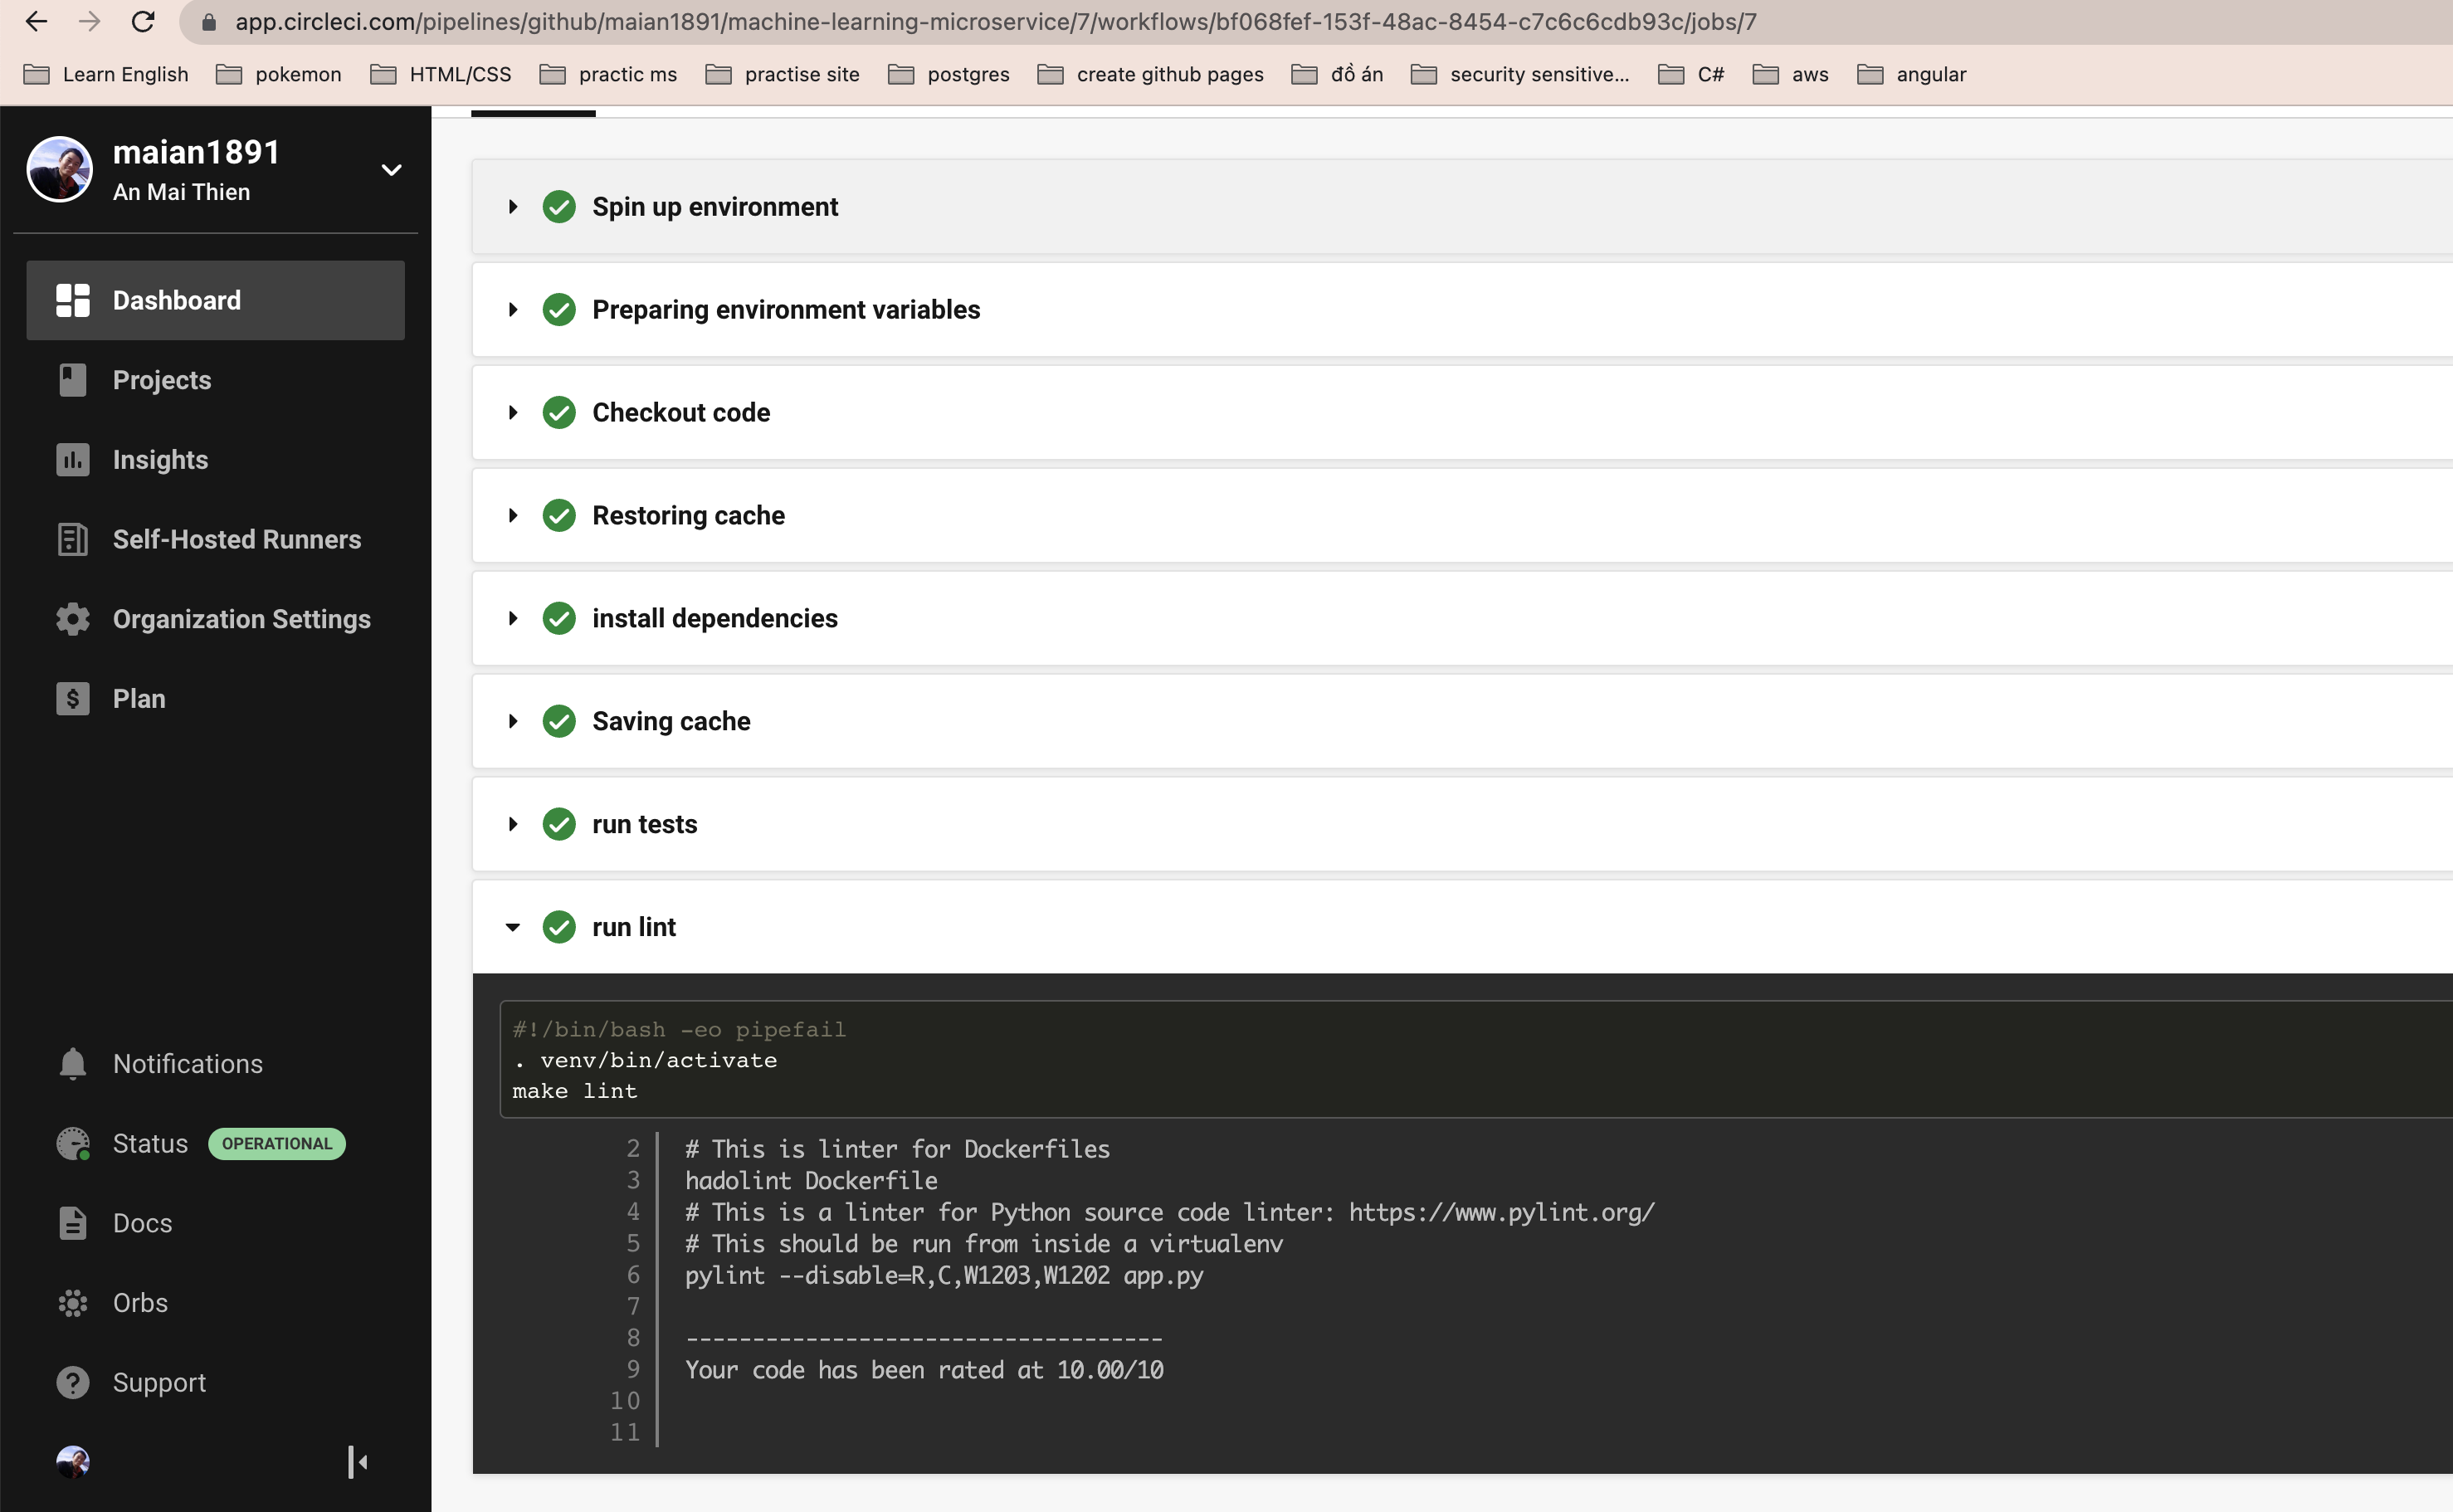 app.circleci.com/pipelines/github/maian1891/machine-learning-microservice/7/workflows/bf068fef-153f-48ac-8454-c7c6c6cdb93c/jobs/7
Learn English pokemon HTML/CSS practic ms practise site postgres create github pages đồ án security sensitive... C# aws angular
maian1891
An Mai Thien
Dashboard
Projects
Insights
Self-Hosted Runners
Organization Settings
Plan
Notifications
Status OPERATIONAL
Docs
Orbs
Support
Spin up environment
Preparing environment variables
Checkout code
Restoring cache
install dependencies
Saving cache
run tests
run lint
#!/bin/bash -eo pipefail
. venv/bin/activate
make lint
2 # This is linter for Dockerfiles
3 hadolint Dockerfile
4 # This is a linter for Python source code linter: https://www.pylint.org/
5 # This should be run from inside a virtualenv
6 pylint --disable=R,C,W1203,W1202 app.py
7
8 ------------------------------------
9 Your code has been rated at 10.00/10
10
11